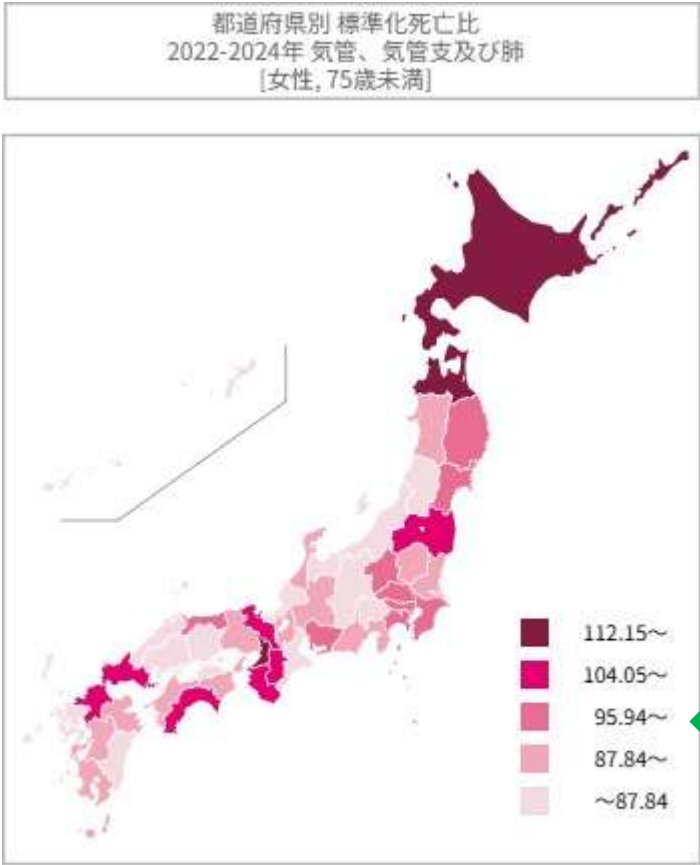 都道府県別 標準化死亡比
2022-2024年 気管、気管支及び肺
[女性, 75歳未満]
112.15～
104.05～
95.94～
87.84～
～87.84